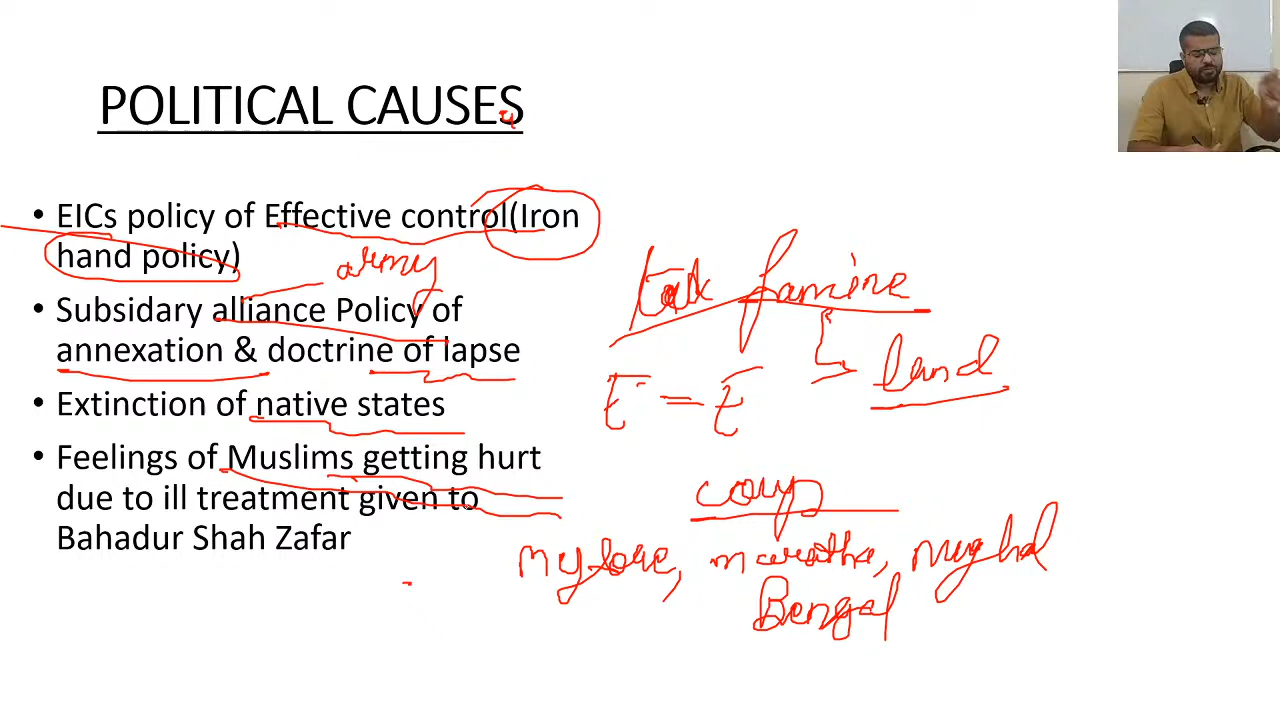 POLITICAL CAUSES
• EICs policy of Effective control(Iron
hand policy)
army
• Subsidary alliance Policy of
annexation & doctrine of lapse
• Extinction of native states
• Feelings of Muslims getting hurt
due to ill treatment given to
Bahadur Shah Zafar
famine
land
E = E
coup
mysore, maratha, mughal
Bengal